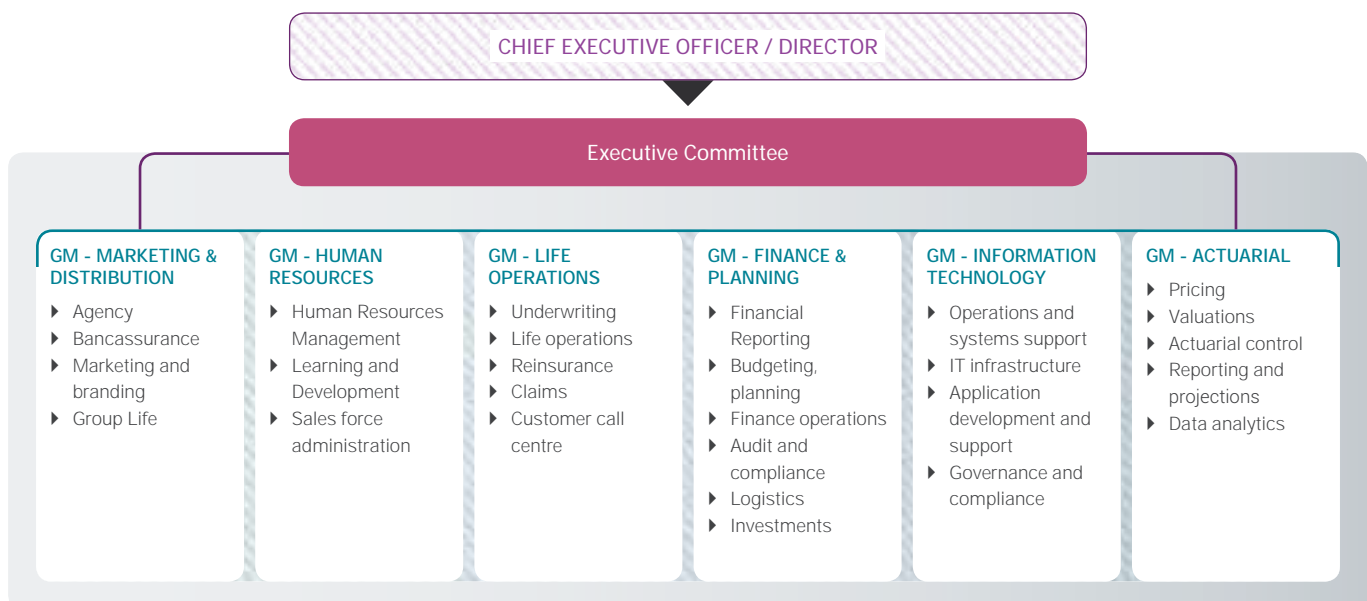 CHIEF EXECUTIVE OFFICER / DIRECTOR
Executive Committee
GM - MARKETING &
DISTRIBUTION
Agency
Bancassurance
Marketing and
branding
Group Life
GM - HUMAN
RESOURCES
Human Resources
Management
Learning and
Development
Sales force
administration
GM - LIFE
OPERATIONS
Underwriting
Life operations
Reinsurance
Claims
Customer call
centre
GM - FINANCE &
PLANNING
Financial
Reporting
Budgeting,
planning
Finance operations
Audit and
compliance
Logistics
Investments
GM - INFORMATION
TECHNOLOGY
Operations and
systems support
IT infrastructure
Application
development and
support
Governance and
compliance
GM - ACTUARIAL
Pricing
Valuations
Actuarial control
Reporting and
projections
Data analytics